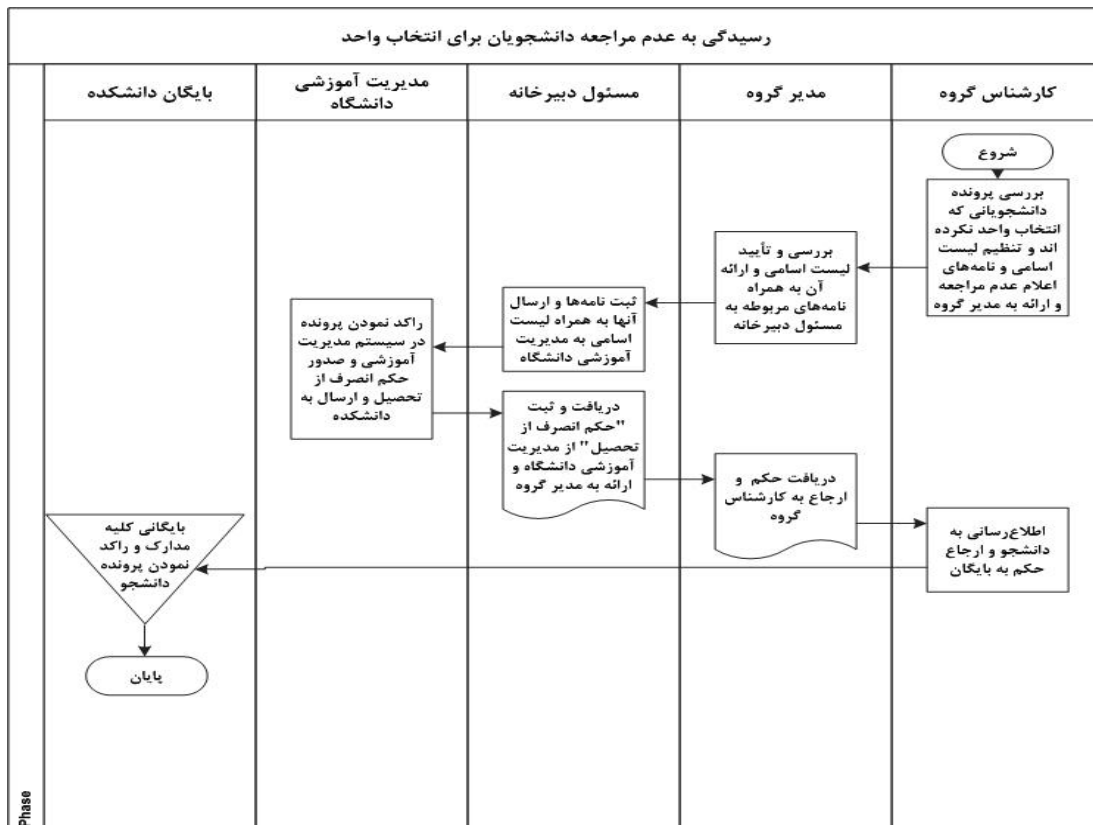 رسیدگی به عدم مراجعه دانشجویان برای انتخاب واحد
کارشناس گروه
مدیر گروه
مسئول دبیرخانه
مدیریت آموزشی
دانشگاه
بایگان دانشکده
شروع
بررسی پرونده
دانشجویانی که
انتخاب واحد نکرده
اند و تنظیم لیست
اسامی و نامه‌های
اعلام عدم مراجعه
و ارائه به مدیر گروه
بررسی و تأیید
لیست اسامی و ارائه
آن به همراه
نامه‌های مربوطه به
مسئول دبیرخانه
ثبت نامه‌ها و ارسال
آنها به همراه لیست
اسامی به مدیریت
آموزشی دانشگاه
راکد نمودن پرونده
در سیستم مدیریت
آموزشی و صدور
حکم انصرف از
تحصیل و ارسال به
دانشکده
دریافت و ثبت
"حکم انصرف از
تحصیل" از مدیریت
آموزشی دانشگاه و
ارائه به مدیر گروه
دریافت حکم و
ارجاع به کارشناس
گروه
اطلاع‌رسانی به
دانشجو و ارجاع
حکم به بایگان
بایگانی کلیه
مدارک و راکد
نمودن پرونده
دانشجو
پایان
Phase